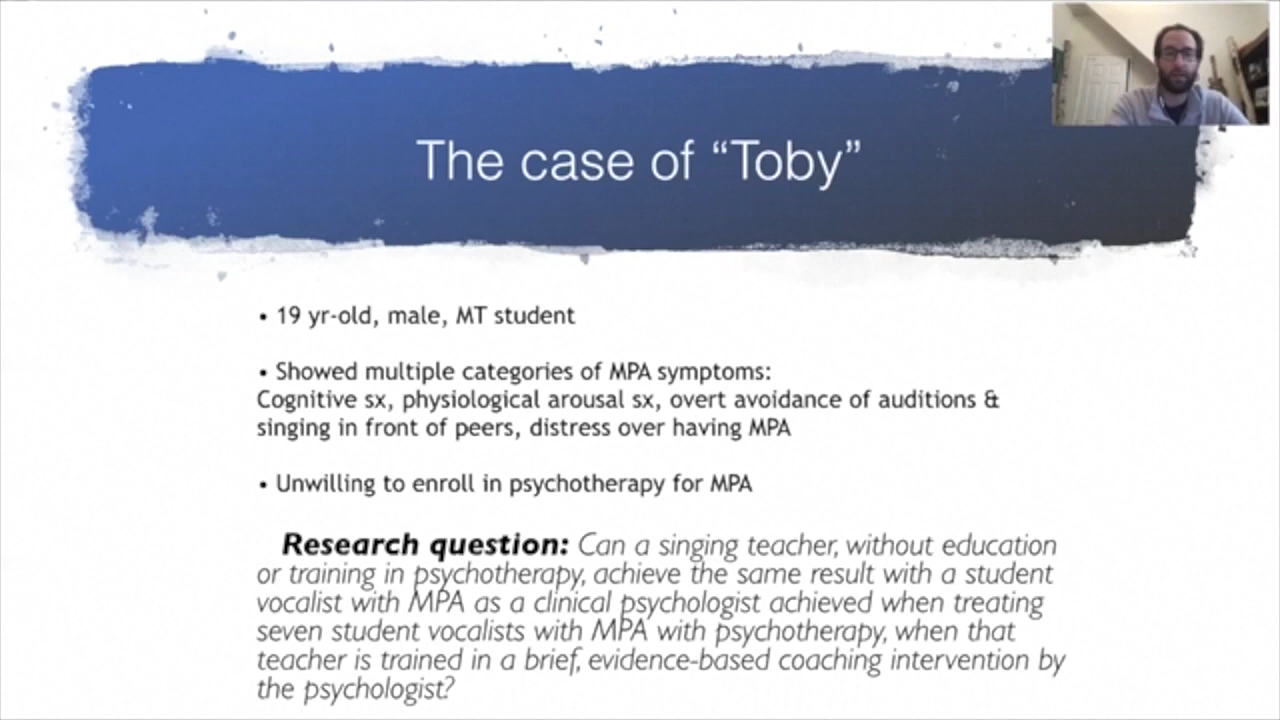 The case of “Toby”
• 19 yr-old, male, MT student
• Showed multiple categories of MPA symptoms:
Cognitive sx, physiological arousal sx, overt avoidance of auditions &
singing in front of peers, distress over having MPA
• Unwilling to enroll in psychotherapy for MPA
Research question: Can a singing teacher, without education
or training in psychotherapy, achieve the same result with a student
vocalist with MPA as a clinical psychologist achieved when treating
seven student vocalists with MPA with psychotherapy, when that
teacher is trained in a brief, evidence-based coaching intervention by
the psychologist?